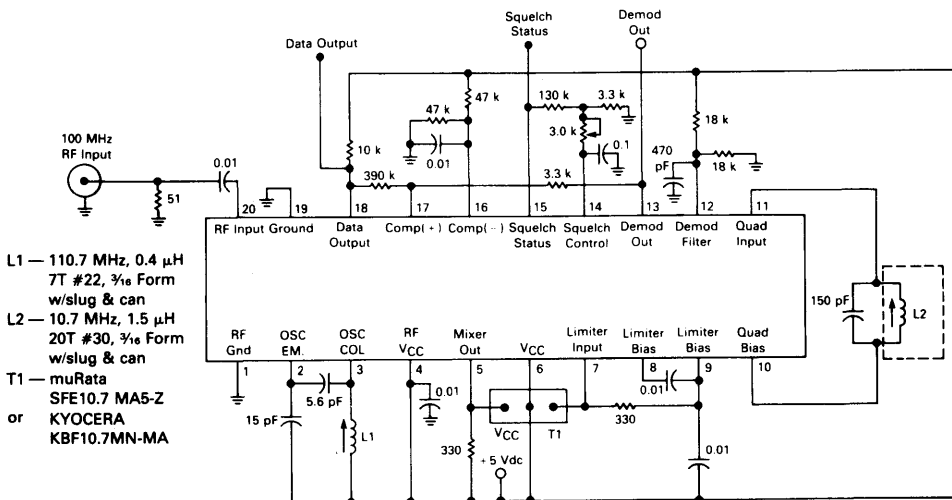 Squelch
Status
Demod
Out
Data Output
47 k
47 k
130 k
3.3 k
18 k
100 MHz
RF Input
0.01
10 k
0.01
3.0 k
0.1
470
pF
18 k
51
390 k
3.3 k
20
19
18
17
16
15
14
13
12
11
RF Input
Ground
Data
Output
Comp(+)
Comp(-)
Squelch
Status
Squelch
Control
Demod
Out
Demod
Filter
Quad
Input
L1 — 110.7 MHz, 0.4 μH
7T #22, 3/16 Form
w/slug & can
L2 — 10.7 MHz, 1.5 μH
20T #30, 3/16 Form
w/slug & can
T1 — muRata
SFE10.7 MA5-Z
or KYOCERA
KBF10.7MN-MA
150 pF
L2
RF
Gnd
OSC
EM.
OSC
COL
RF
VCC
Mixer
Out
VCC
Limiter
Input
Limiter
Bias
Limiter
Bias
Quad
Bias
1
2
3
4
5
6
7
8
9
10
5.6 pF
15 pF
L1
0.01
330
VCC
T1
+5 Vdc
0.01
330
0.01